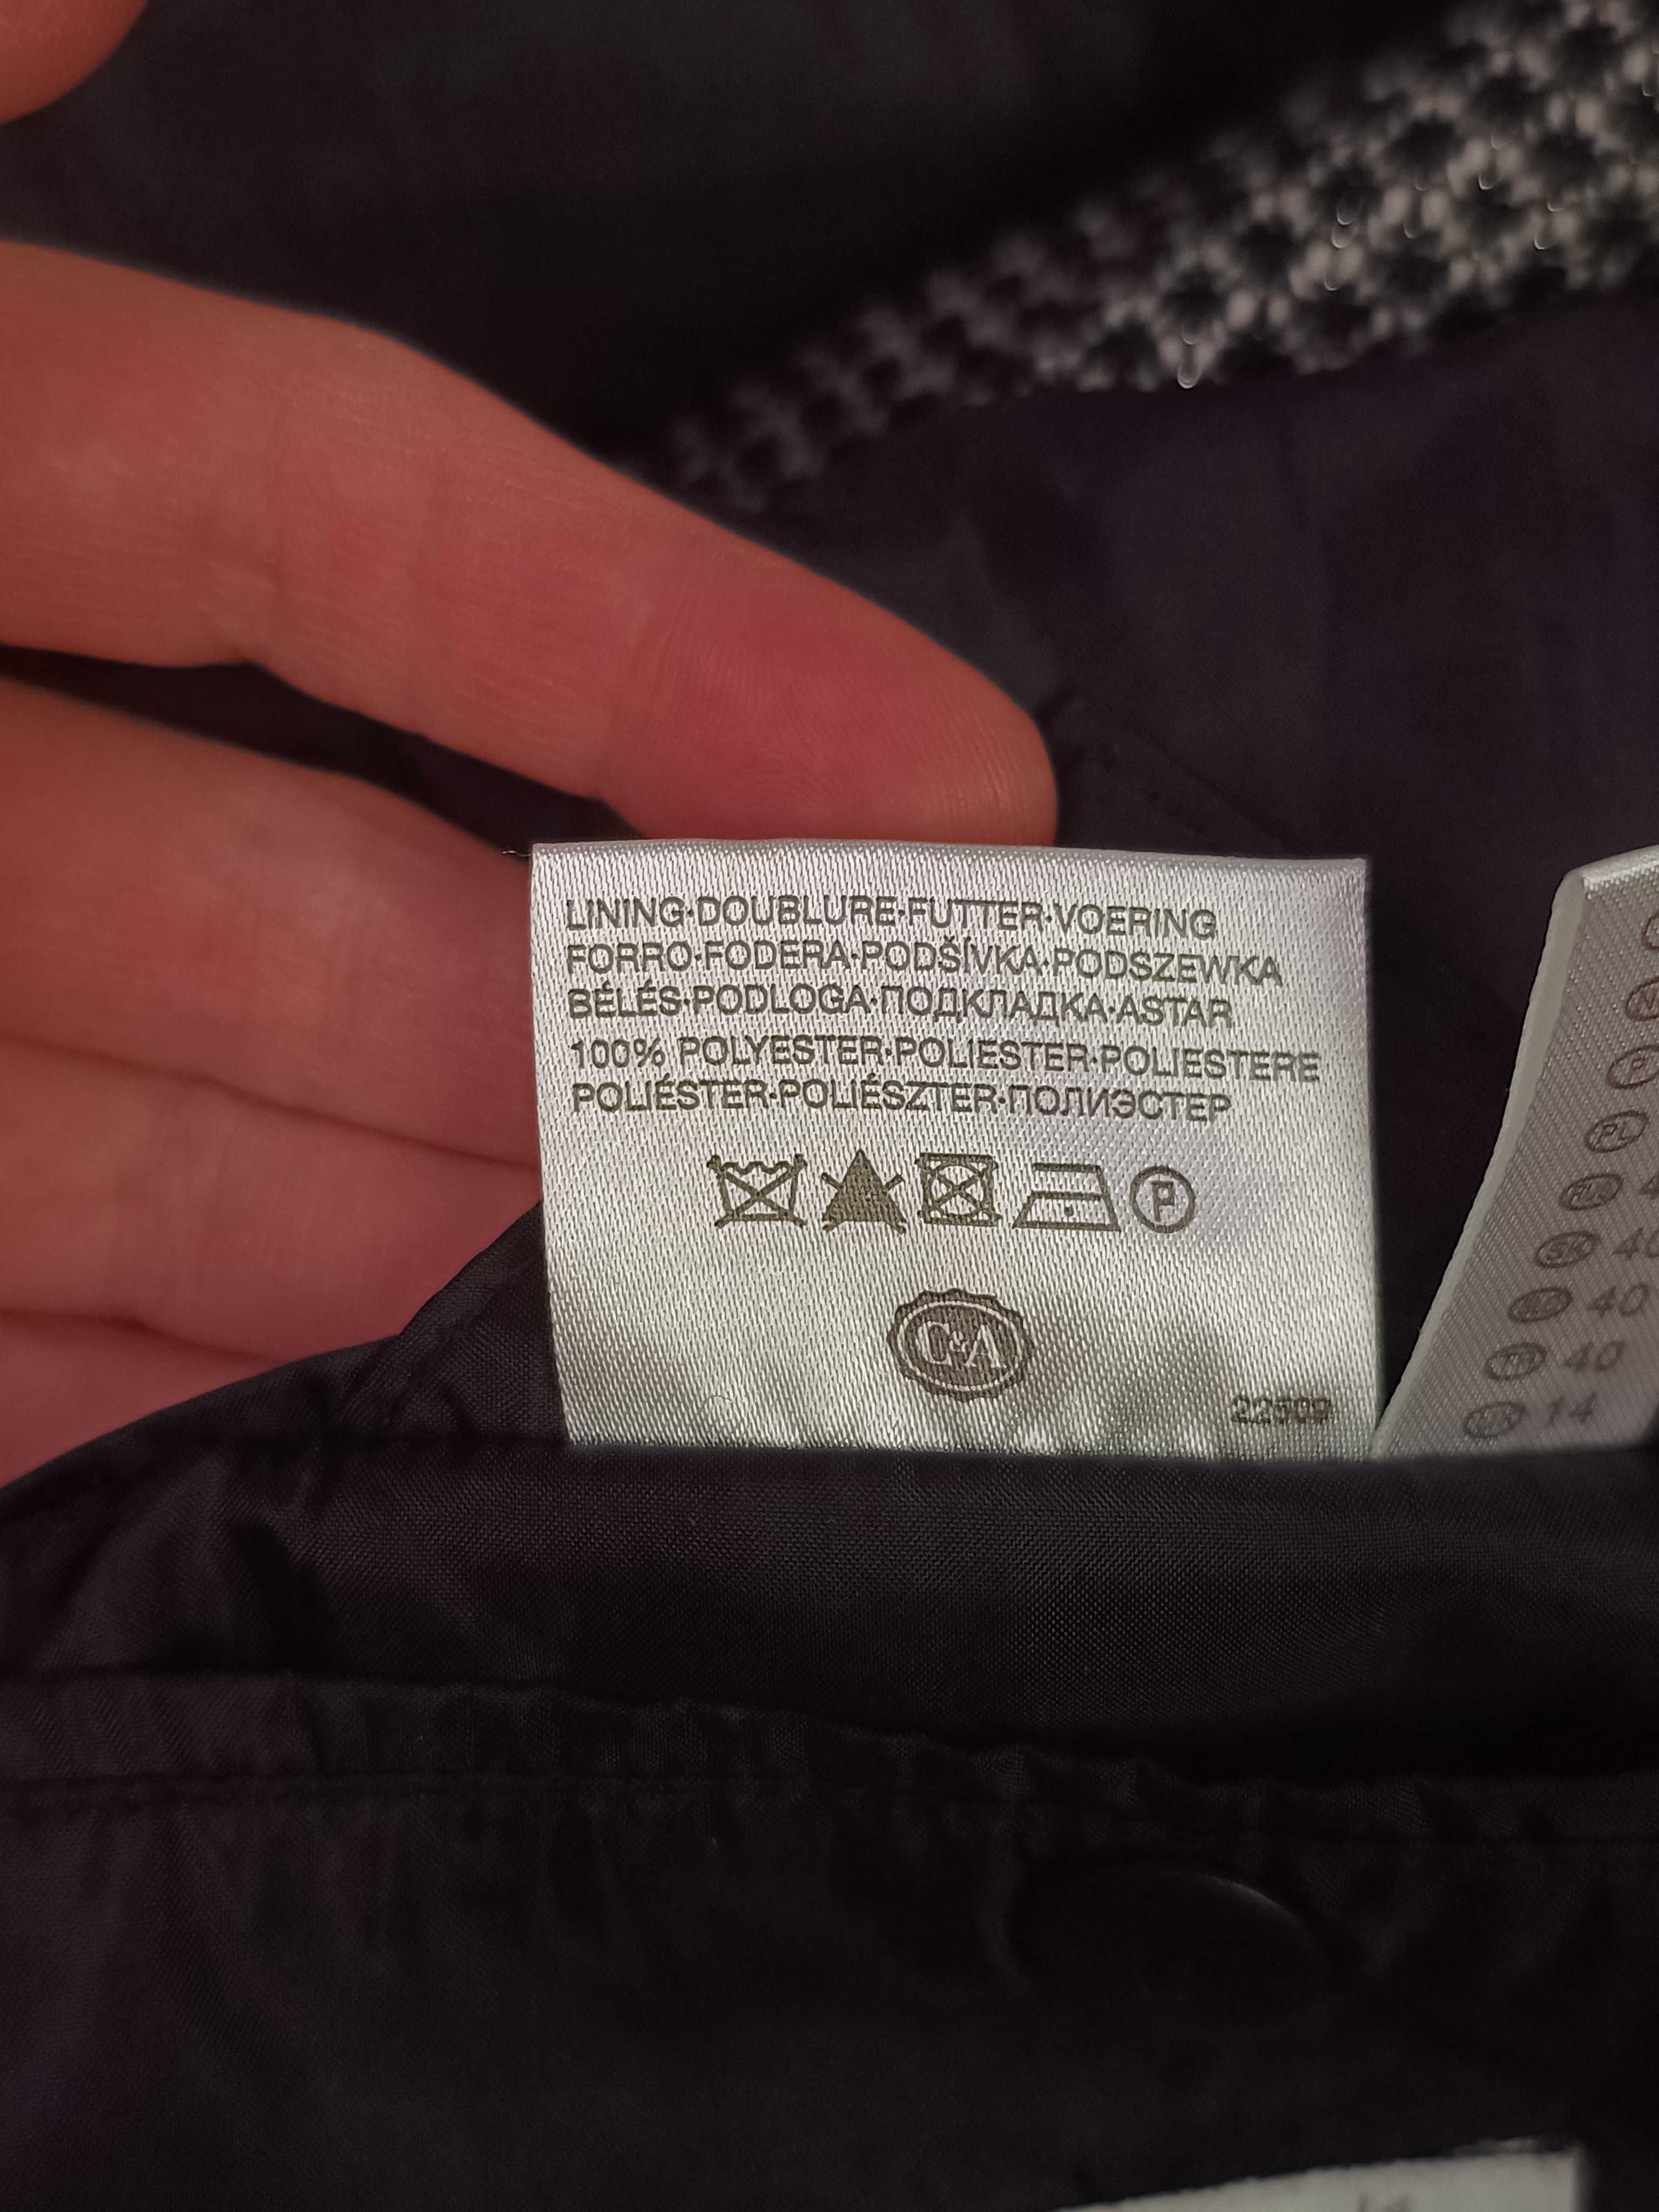 LINING·DOUBLURE·FUTTER·VOERING
FORRO·FODERA·PODŠÍVKA·PODSZEWKA
BÉLÉS·PODLOGA·ПОДКЛАДКА·ASTAR
100% POLYESTER·POLIESTER·POLIESTERE
POLIÉSTER·POLIÉSZTER·ПОЛИЭСТЕР
P
C&A
PL
40
40
40
14